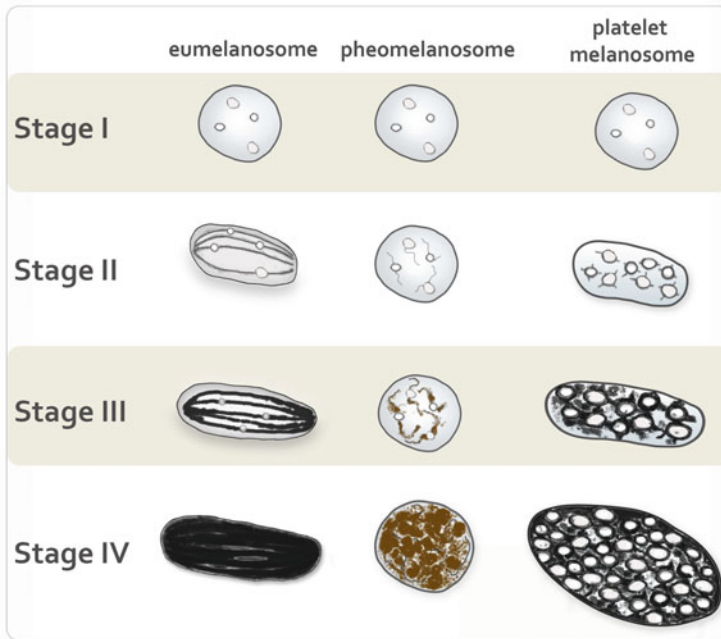 eumelanosome pheomelanosome platelet
melanosome
Stage I
Stage II
Stage III
Stage IV